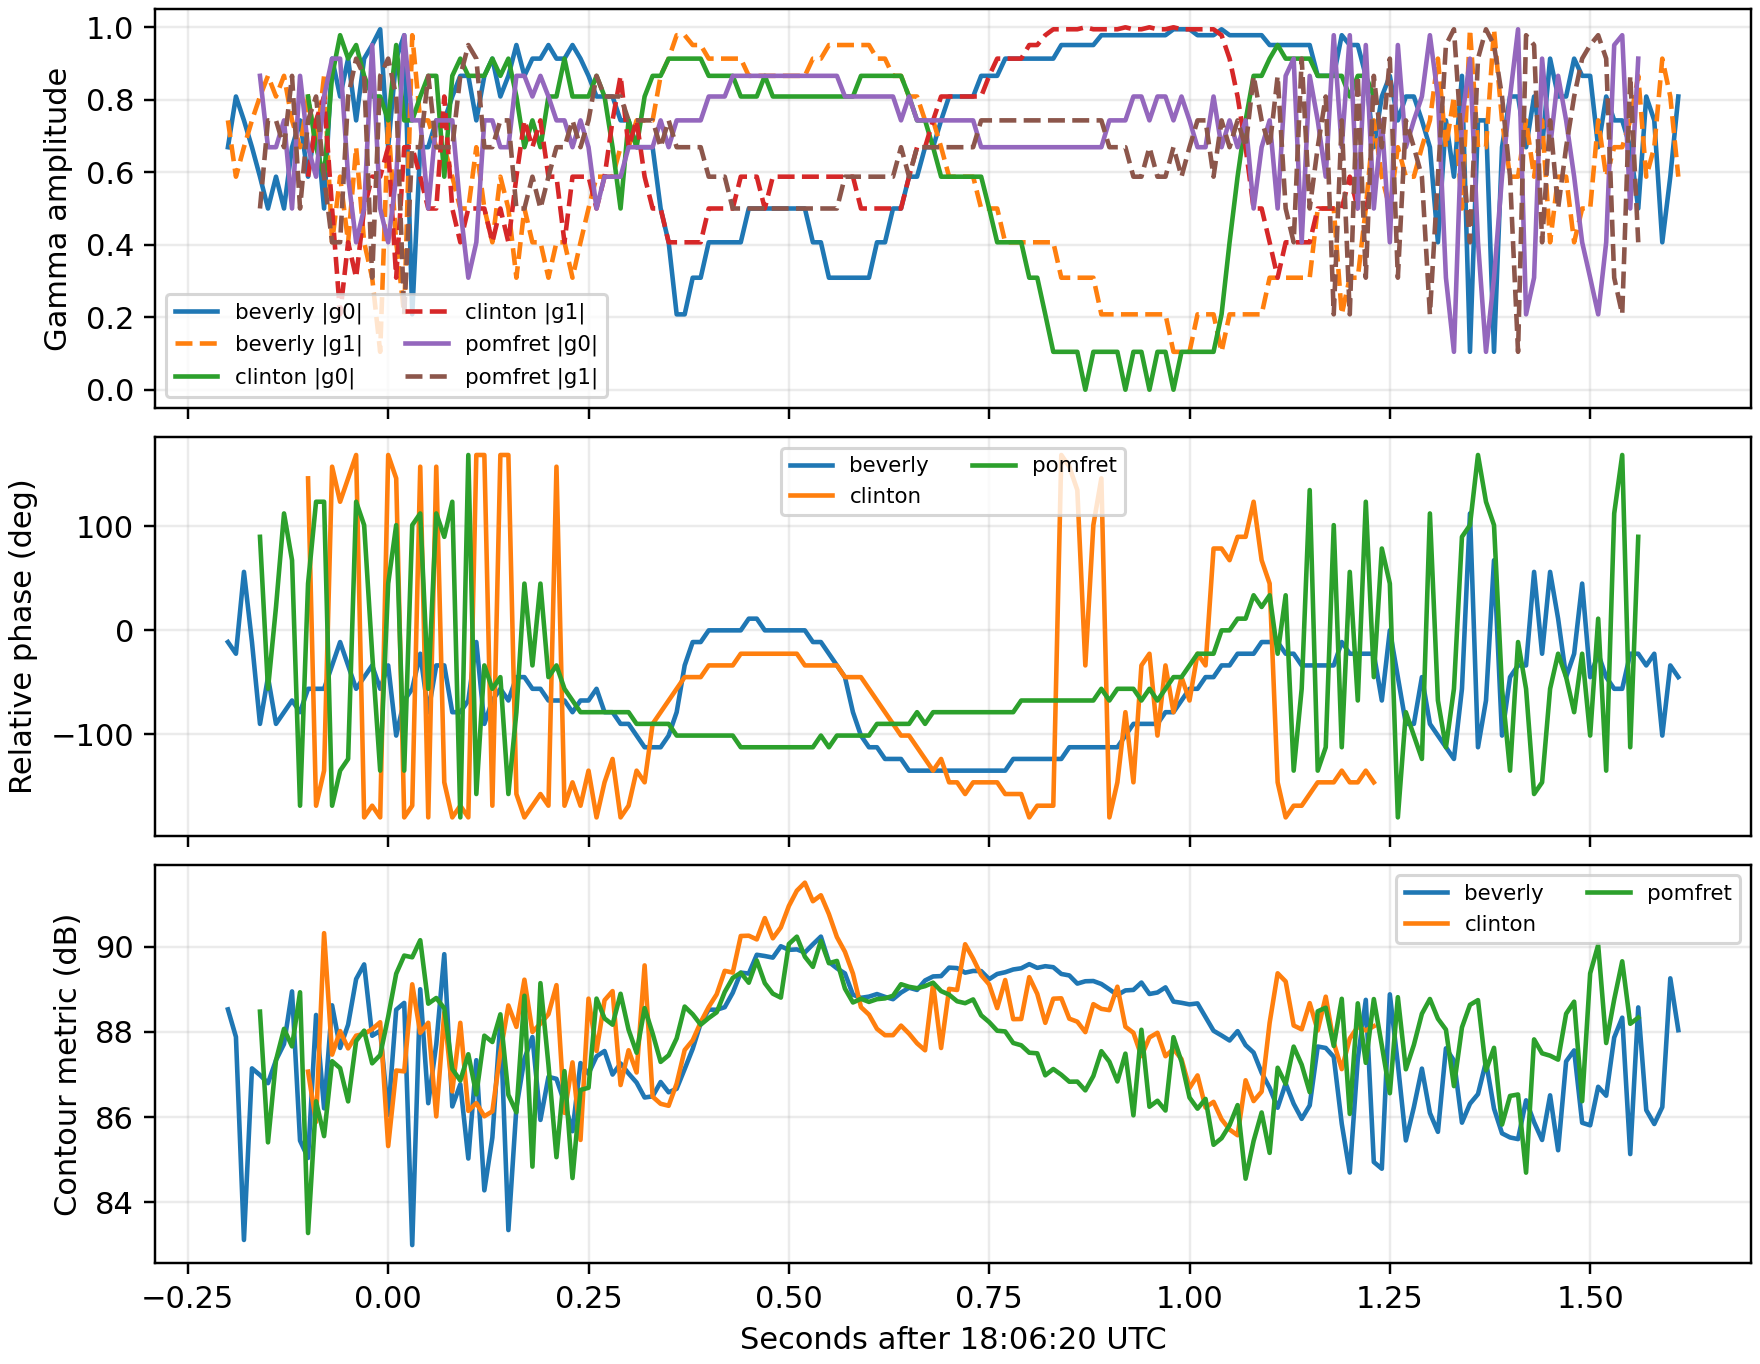 1.0
0.8
0.6
0.4
0.2
0.0
Gamma amplitude
beverly |g0|
beverly |g1|
clinton |g0|
clinton |g1|
pomfret |g0|
pomfret |g1|
100
0
−100
Relative phase (deg)
beverly
clinton
pomfret
90
88
86
84
Contour metric (dB)
beverly
clinton
pomfret
−0.25 0.00 0.25 0.50 0.75 1.00 1.25 1.50
Seconds after 18:06:20 UTC